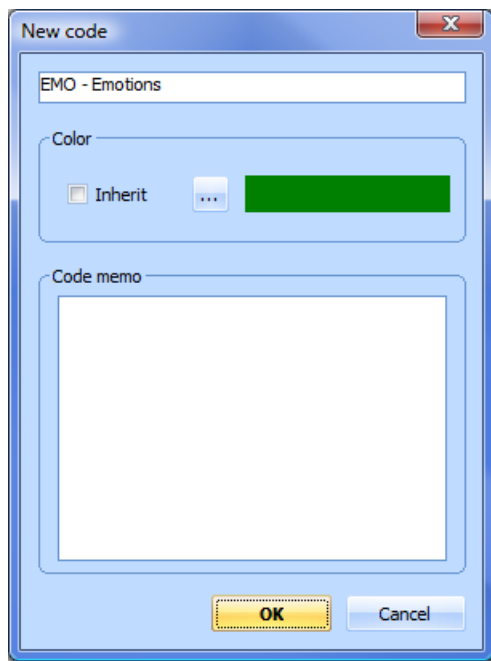 New code
EMO - Emotions
Color
Inherit ...
Code memo
OK Cancel